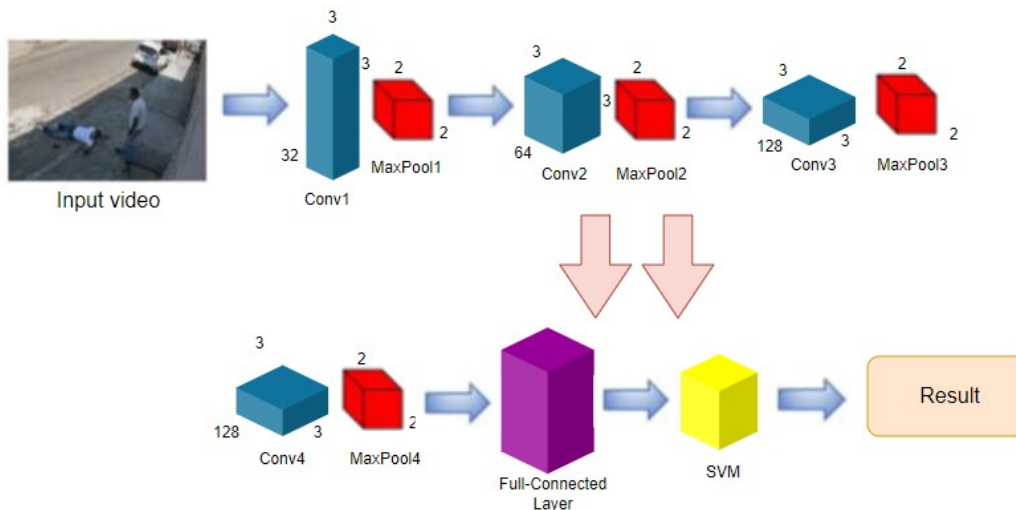 3
3
2
2
32
MaxPool1
Conv1
Input video
3
3
2
2
64
Conv2
MaxPool2
3
128
3
Conv3
2
2
MaxPool3
3
128
3
Conv4
2
2
MaxPool4
Full-Connected
Layer
SVM
Result